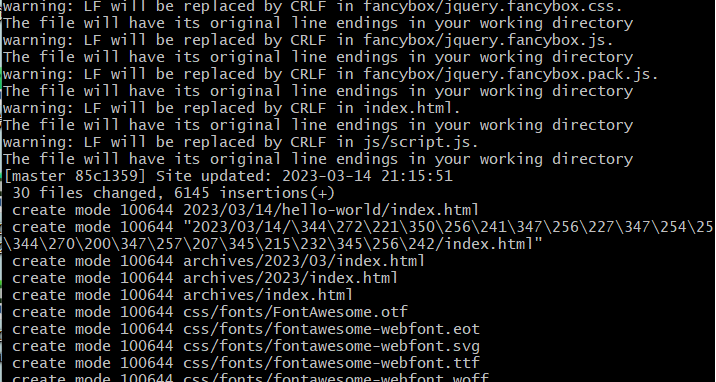 warning: LF will be replaced by CRLF in fancybox/jquery.fancybox.css.
The file will have its original line endings in your working directory
warning: LF will be replaced by CRLF in fancybox/jquery.fancybox.js.
The file will have its original line endings in your working directory
warning: LF will be replaced by CRLF in fancybox/jquery.fancybox.pack.js.
The file will have its original line endings in your working directory
warning: LF will be replaced by CRLF in index.html.
The file will have its original line endings in your working directory
warning: LF will be replaced by CRLF in js/script.js.
The file will have its original line endings in your working directory
[master 85c1359] Site updated: 2023-03-14 21:15:51
 30 files changed, 6145 insertions(+)
 create mode 100644 2023/03/14/hello-world/index.html
 create mode 100644 "2023/03/14/\344\272\221\350\256\241\347\256\227\347\254\25
\344\270\200\347\257\207\345\215\232\345\256\242/index.html"
 create mode 100644 archives/2023/03/index.html
 create mode 100644 archives/2023/index.html
 create mode 100644 archives/index.html
 create mode 100644 css/fonts/FontAwesome.otf
 create mode 100644 css/fonts/fontawesome-webfont.eot
 create mode 100644 css/fonts/fontawesome-webfont.svg
 create mode 100644 css/fonts/fontawesome-webfont.ttf
 create mode 100644 css/fonts/fontawesome-webfont.woff